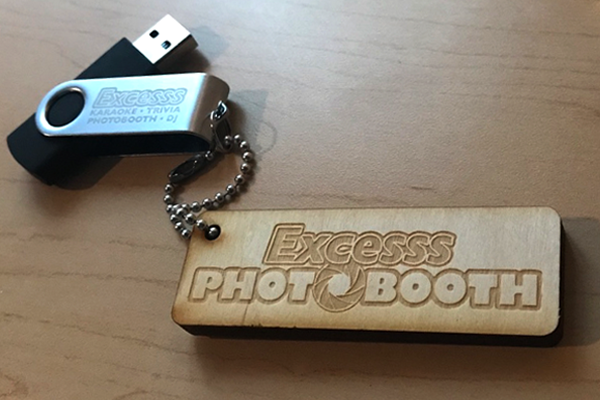 Excesss
KARAOKE • TRIVIA
PHOTOBOOTH • DJ
Excesss
PHOTOBOOTH